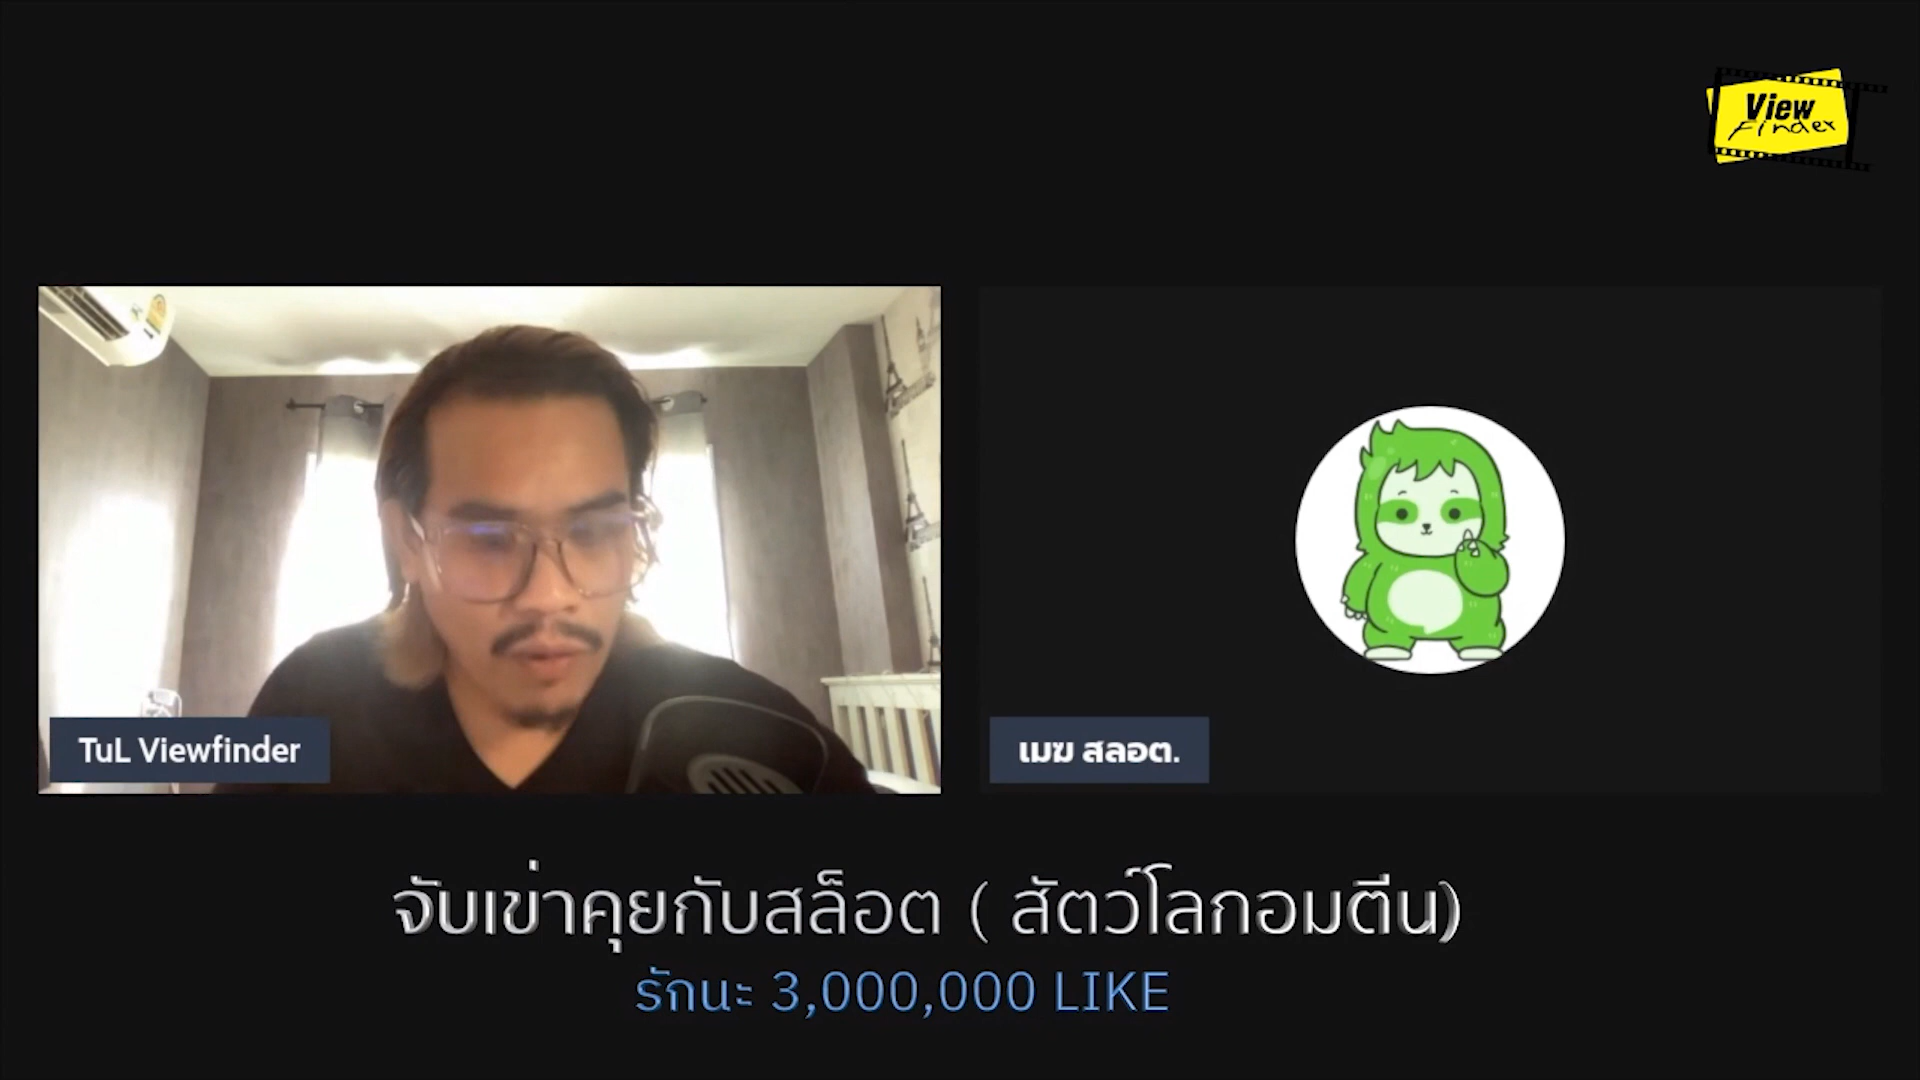 View
Finder
TuL Viewfinder
เมฆ สลอต.
จับเข่าคุยกับสล็อต ( สัตว์โลกอมตีน)
รักนะ 3,000,000 LIKE